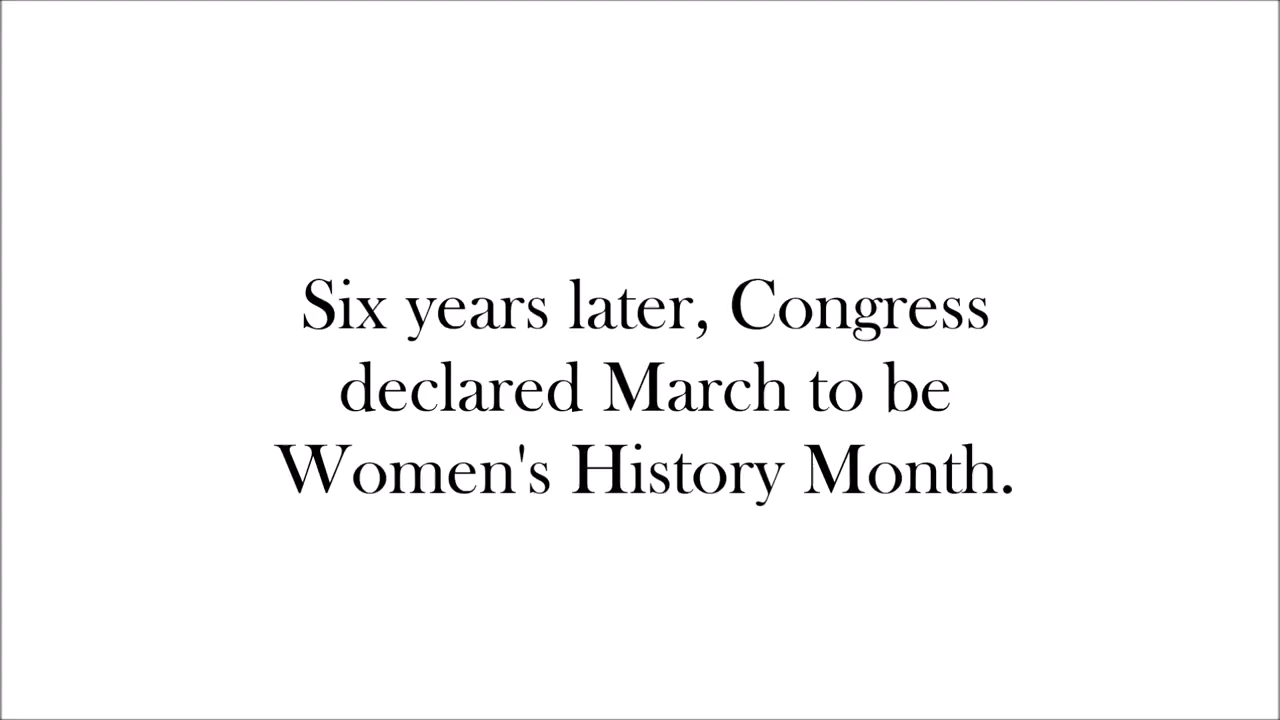 Six years later, Congress
declared March to be
Women's History Month.